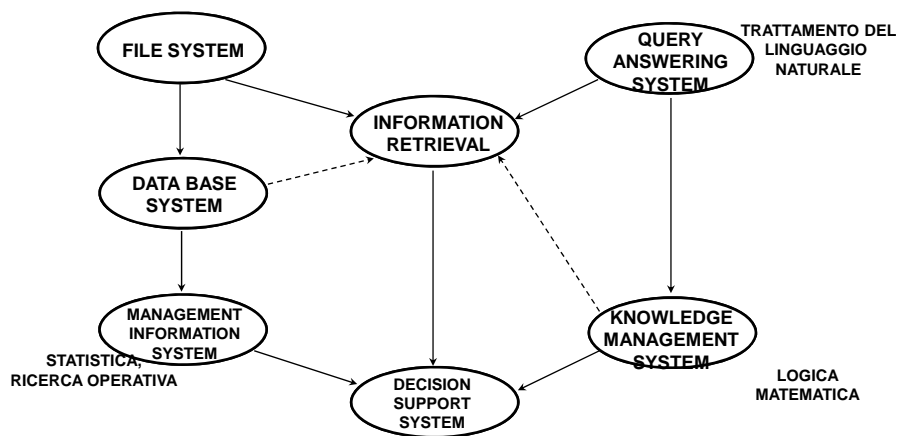 FILE SYSTEM
QUERY
ANSWERING
SYSTEM
TRATTAMENTO DEL
LINGUAGGIO
NATURALE
INFORMATION
RETRIEVAL
DATA BASE
SYSTEM
MANAGEMENT
INFORMATION
SYSTEM
STATISTICA,
RICERCA OPERATIVA
KNOWLEDGE
MANAGEMENT
SYSTEM
DECISION
SUPPORT
SYSTEM
LOGICA
MATEMATICA